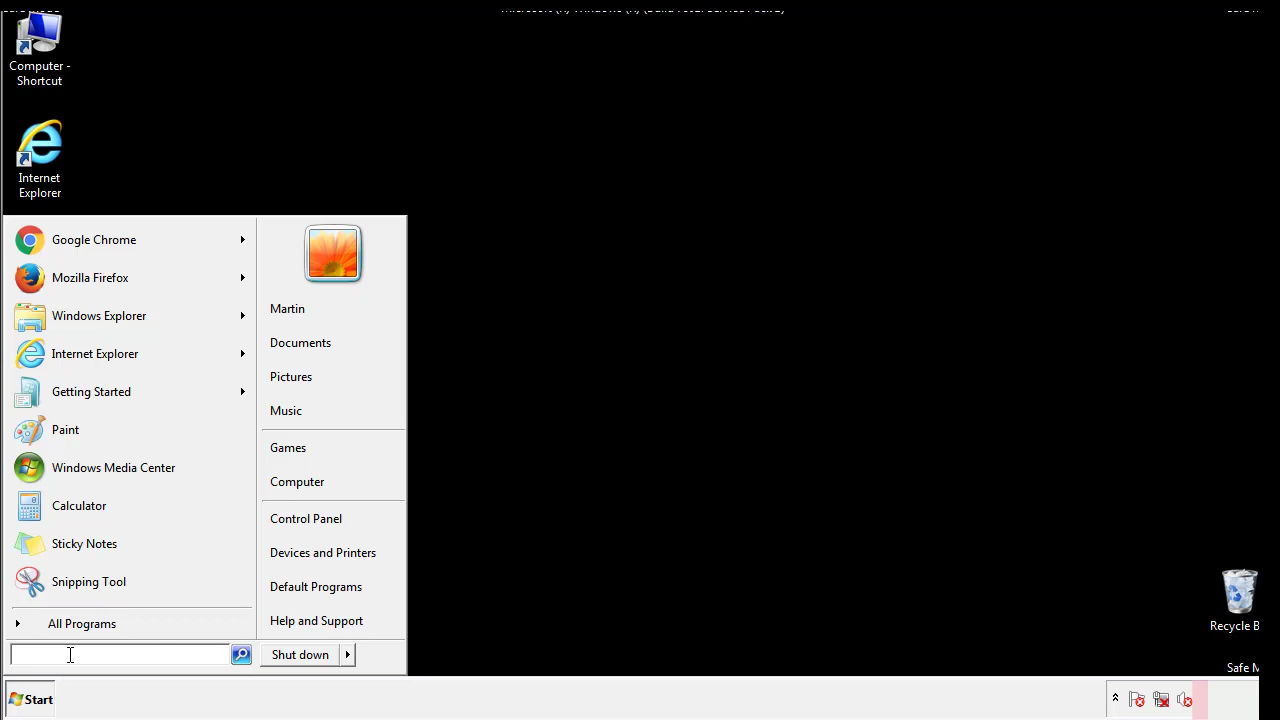 Computer -
Shortcut
Internet
Explorer
Google Chrome
Mozilla Firefox
Windows Explorer
Internet Explorer
Getting Started
Paint
Windows Media Center
Calculator
Sticky Notes
Snipping Tool
All Programs
Martin
Documents
Pictures
Music
Games
Computer
Control Panel
Devices and Printers
Default Programs
Help and Support
Shut down
Recycle B
Safe M
Start